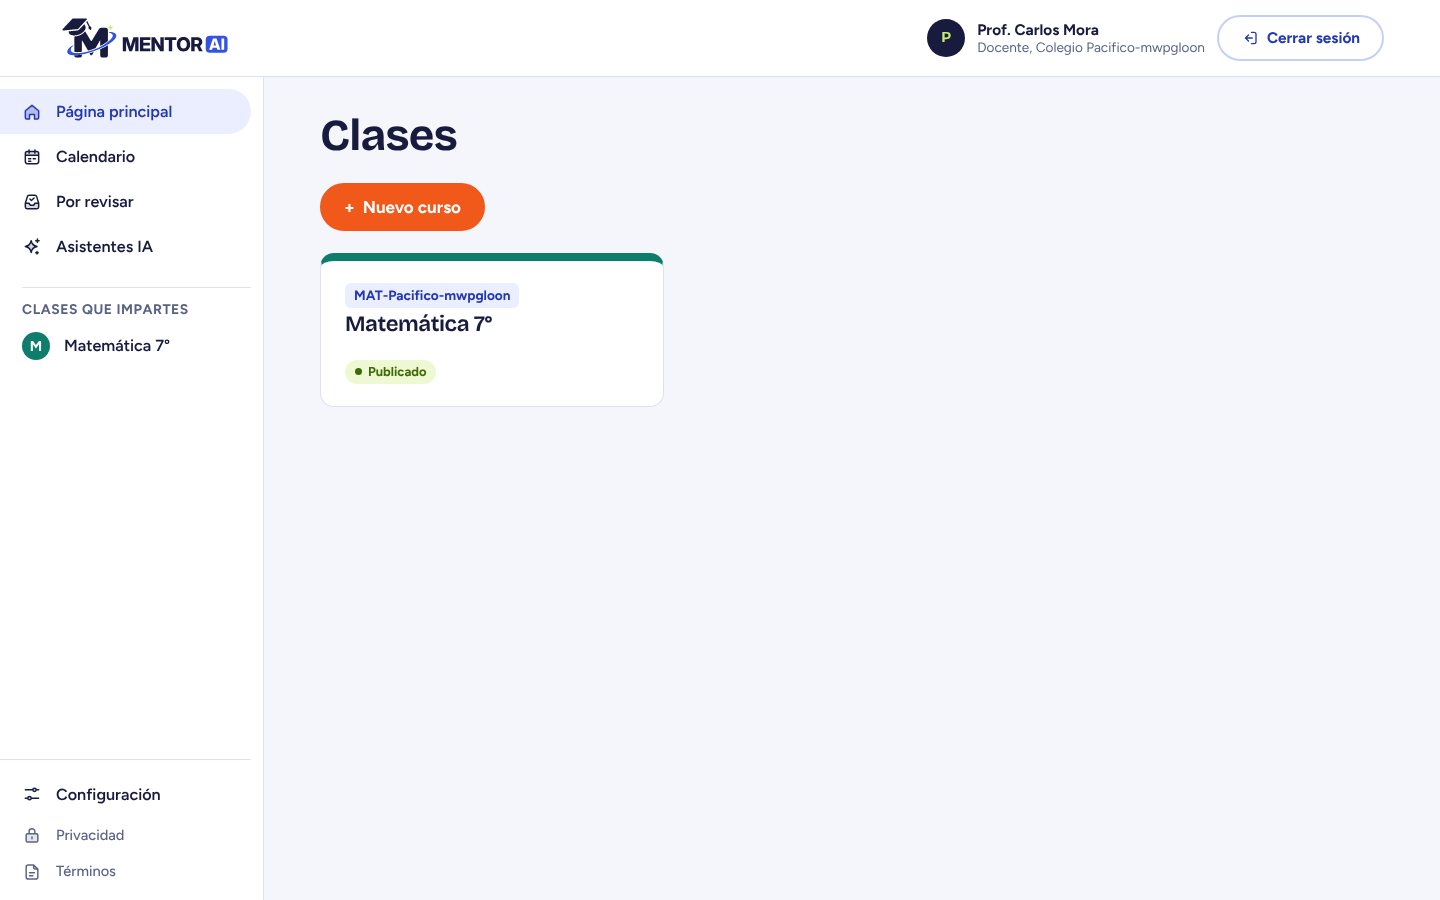 MENTOR AI
Prof. Carlos Mora
Docente, Colegio Pacifico-mwpgloon
Cerrar sesión
Página principal
Calendario
Por revisar
Asistentes IA
CLASES QUE IMPARTES
M Matemática 7°
Configuración
Privacidad
Términos
Clases
+ Nuevo curso
MAT-Pacifico-mwpgloon
Matemática 7°
Publicado
P